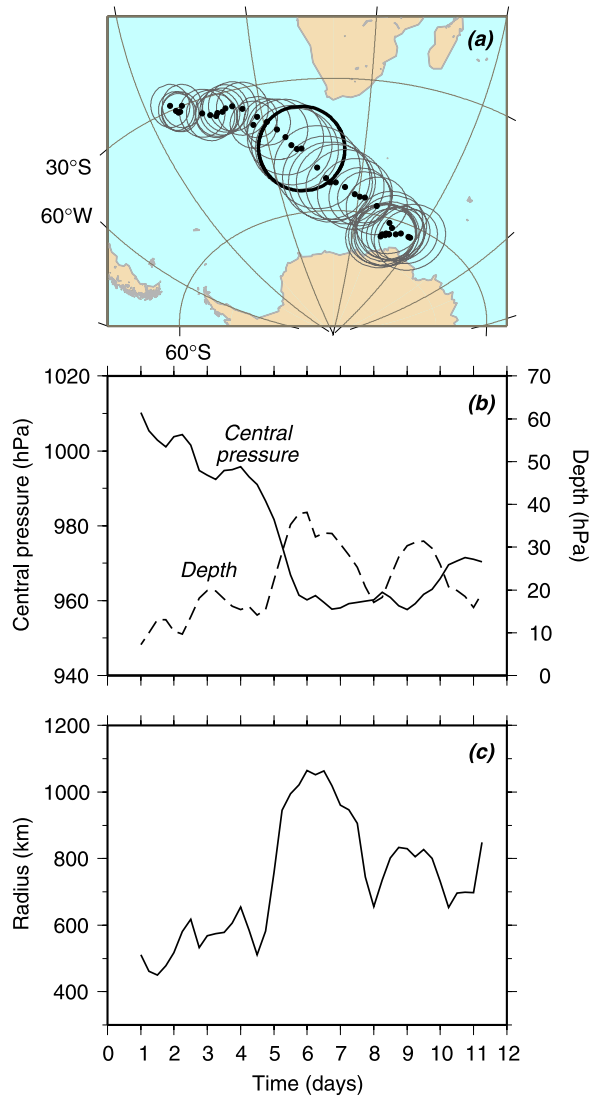 (a)
30°S
60°W
60°S
1020
1000
980
960
940
Central pressure (hPa)
(b)
Central
pressure
Depth
70
60
50
40
30
20
10
0
Depth (hPa)
1200
1000
800
600
400
Radius (km)
(c)
0 1 2 3 4 5 6 7 8 9 10 11 12
Time (days)